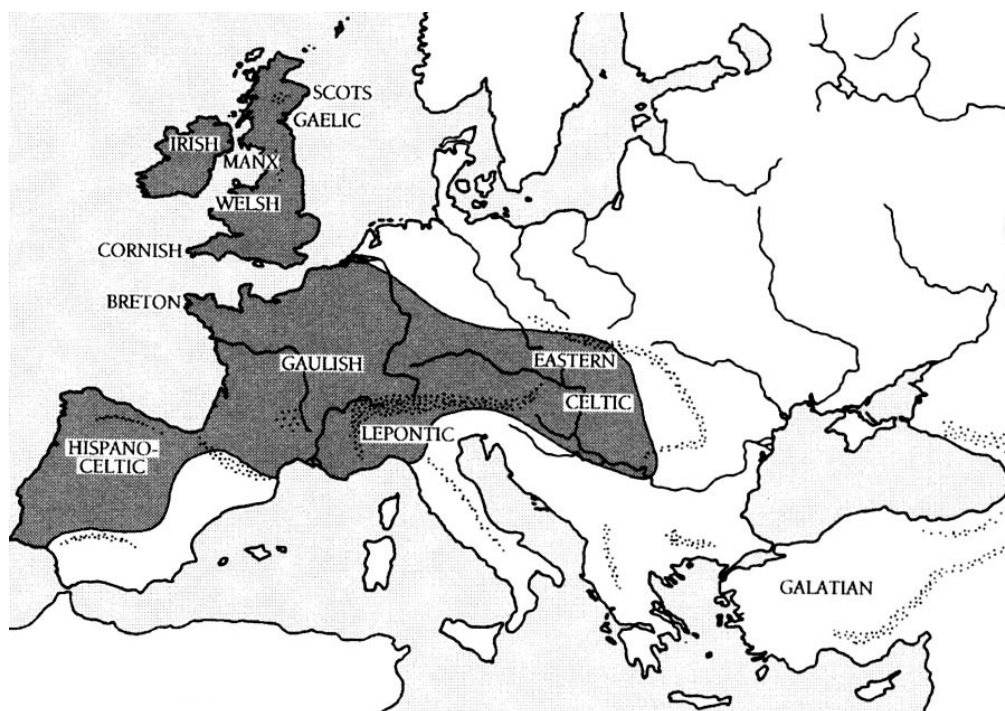 SCOTS
GAELIC
IRISH
MANX
WELSH
CORNISH
BRETON
GAULISH
EASTERN
CELTIC
LEPONTIC
HISPANO-
CELTIC
GALATIAN